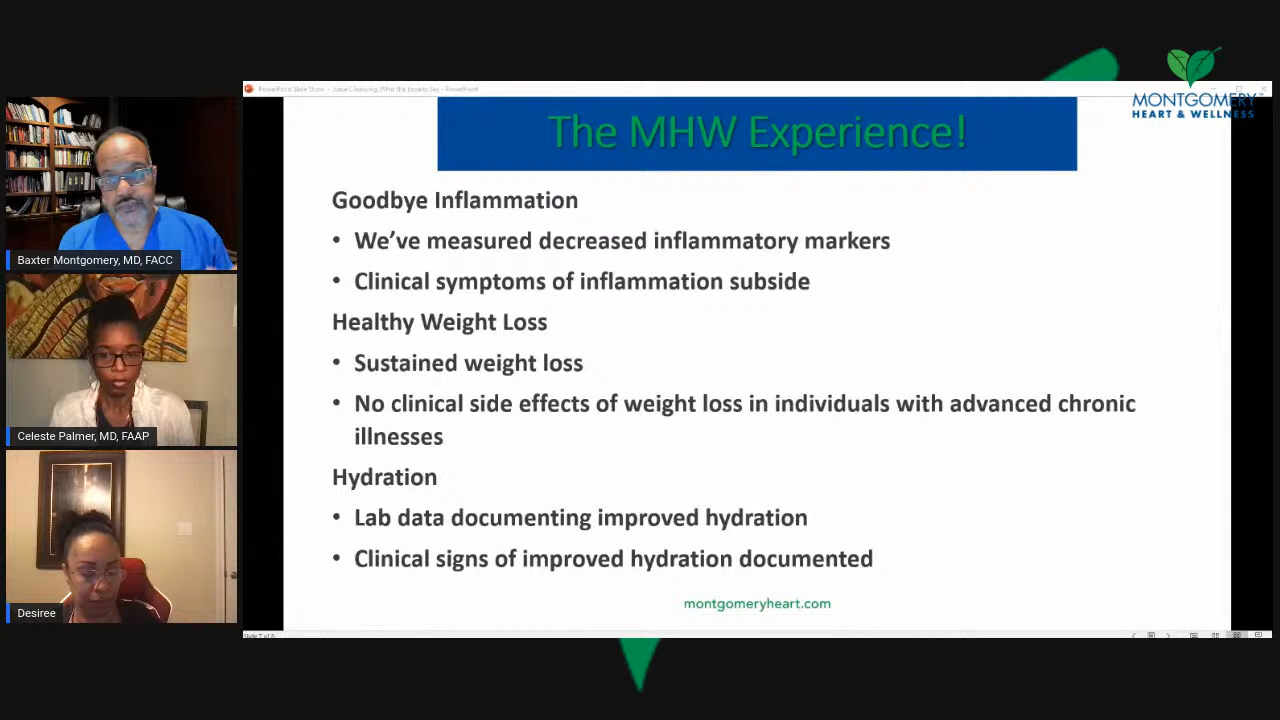 MONTGOMERY
HEART & WELLNESS
PowerPoint Slide Show - Juice Cleansing, What the Experts Say - PowerPoint
The MHW Experience!
Goodbye Inflammation
• We’ve measured decreased inflammatory markers
• Clinical symptoms of inflammation subside
Healthy Weight Loss
• Sustained weight loss
• No clinical side effects of weight loss in individuals with advanced chronic
illnesses
Hydration
• Lab data documenting improved hydration
• Clinical signs of improved hydration documented
montgomeryheart.com
Baxter Montgomery, MD, FACC
Celeste Palmer, MD, FAAP
Desiree